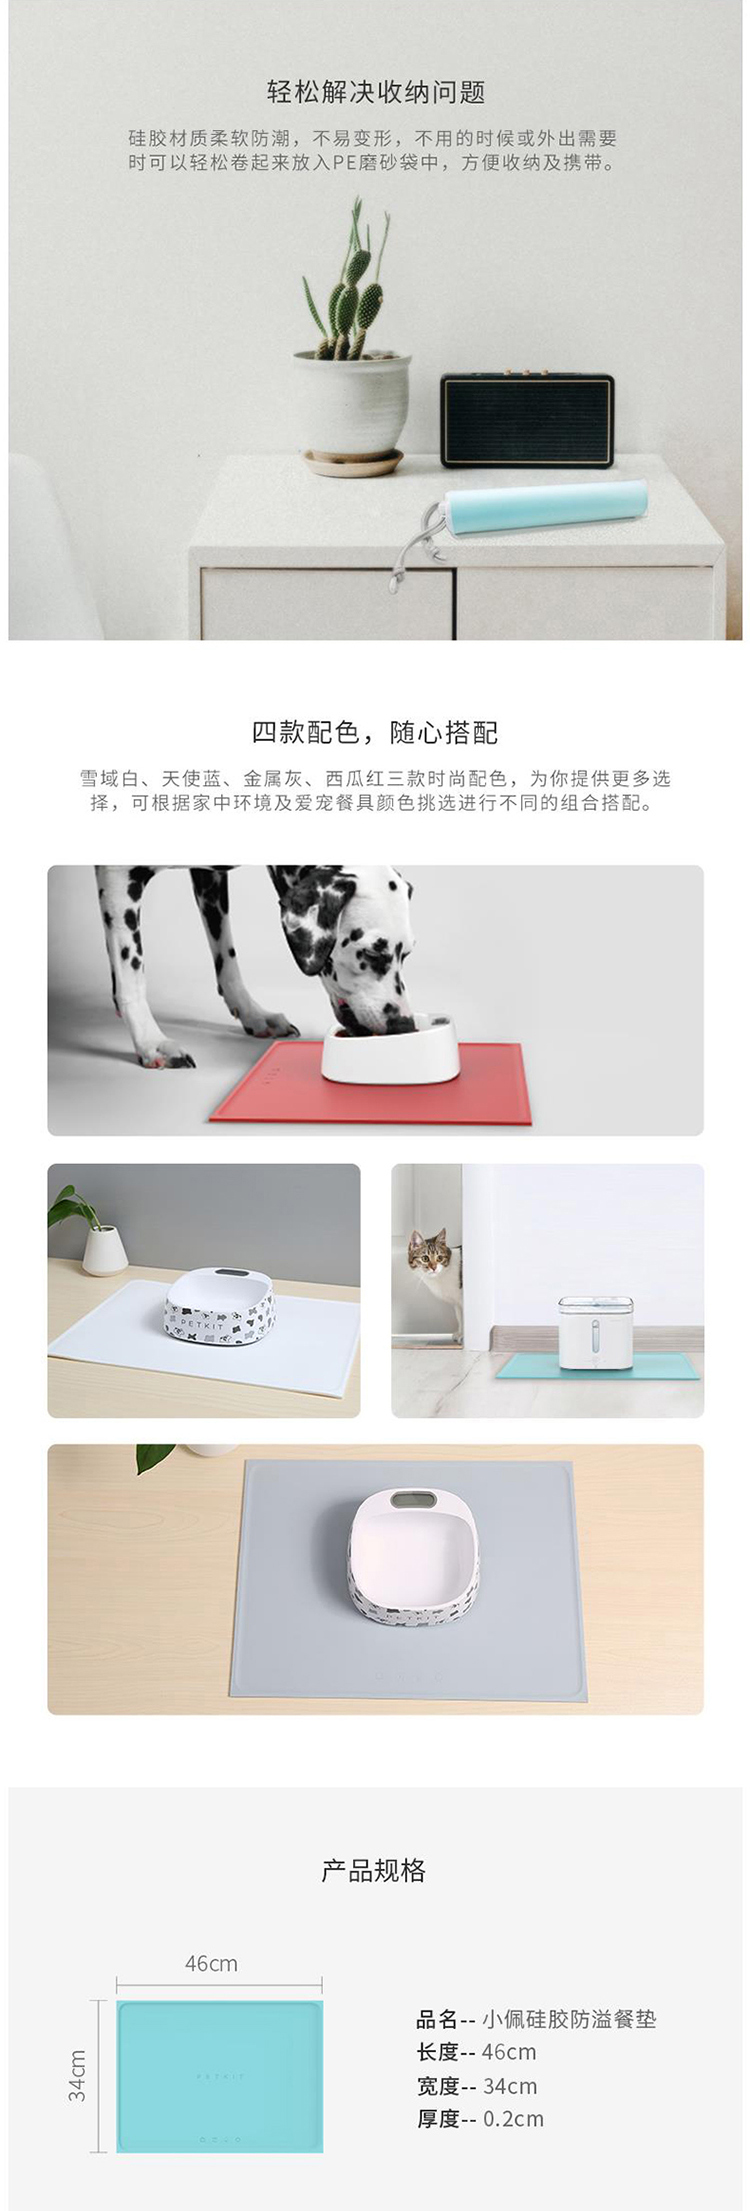 轻松解决收纳问题
硅胶材质柔软防潮，不易变形，不用的时候或外出需要
时可以轻松卷起来放入PE磨砂袋中，方便收纳及携带。
四款配色，随心搭配
雪域白、天使蓝、金属灰、西瓜红三款时尚配色，为你提供更多选
择，可根据家中环境及爱宠餐具颜色挑选进行不同的组合搭配。
PETKIT
PETKIT
产品规格
46cm
34cm
PETKIT
品名-- 小佩硅胶防溢餐垫
长度-- 46cm
宽度-- 34cm
厚度-- 0.2cm